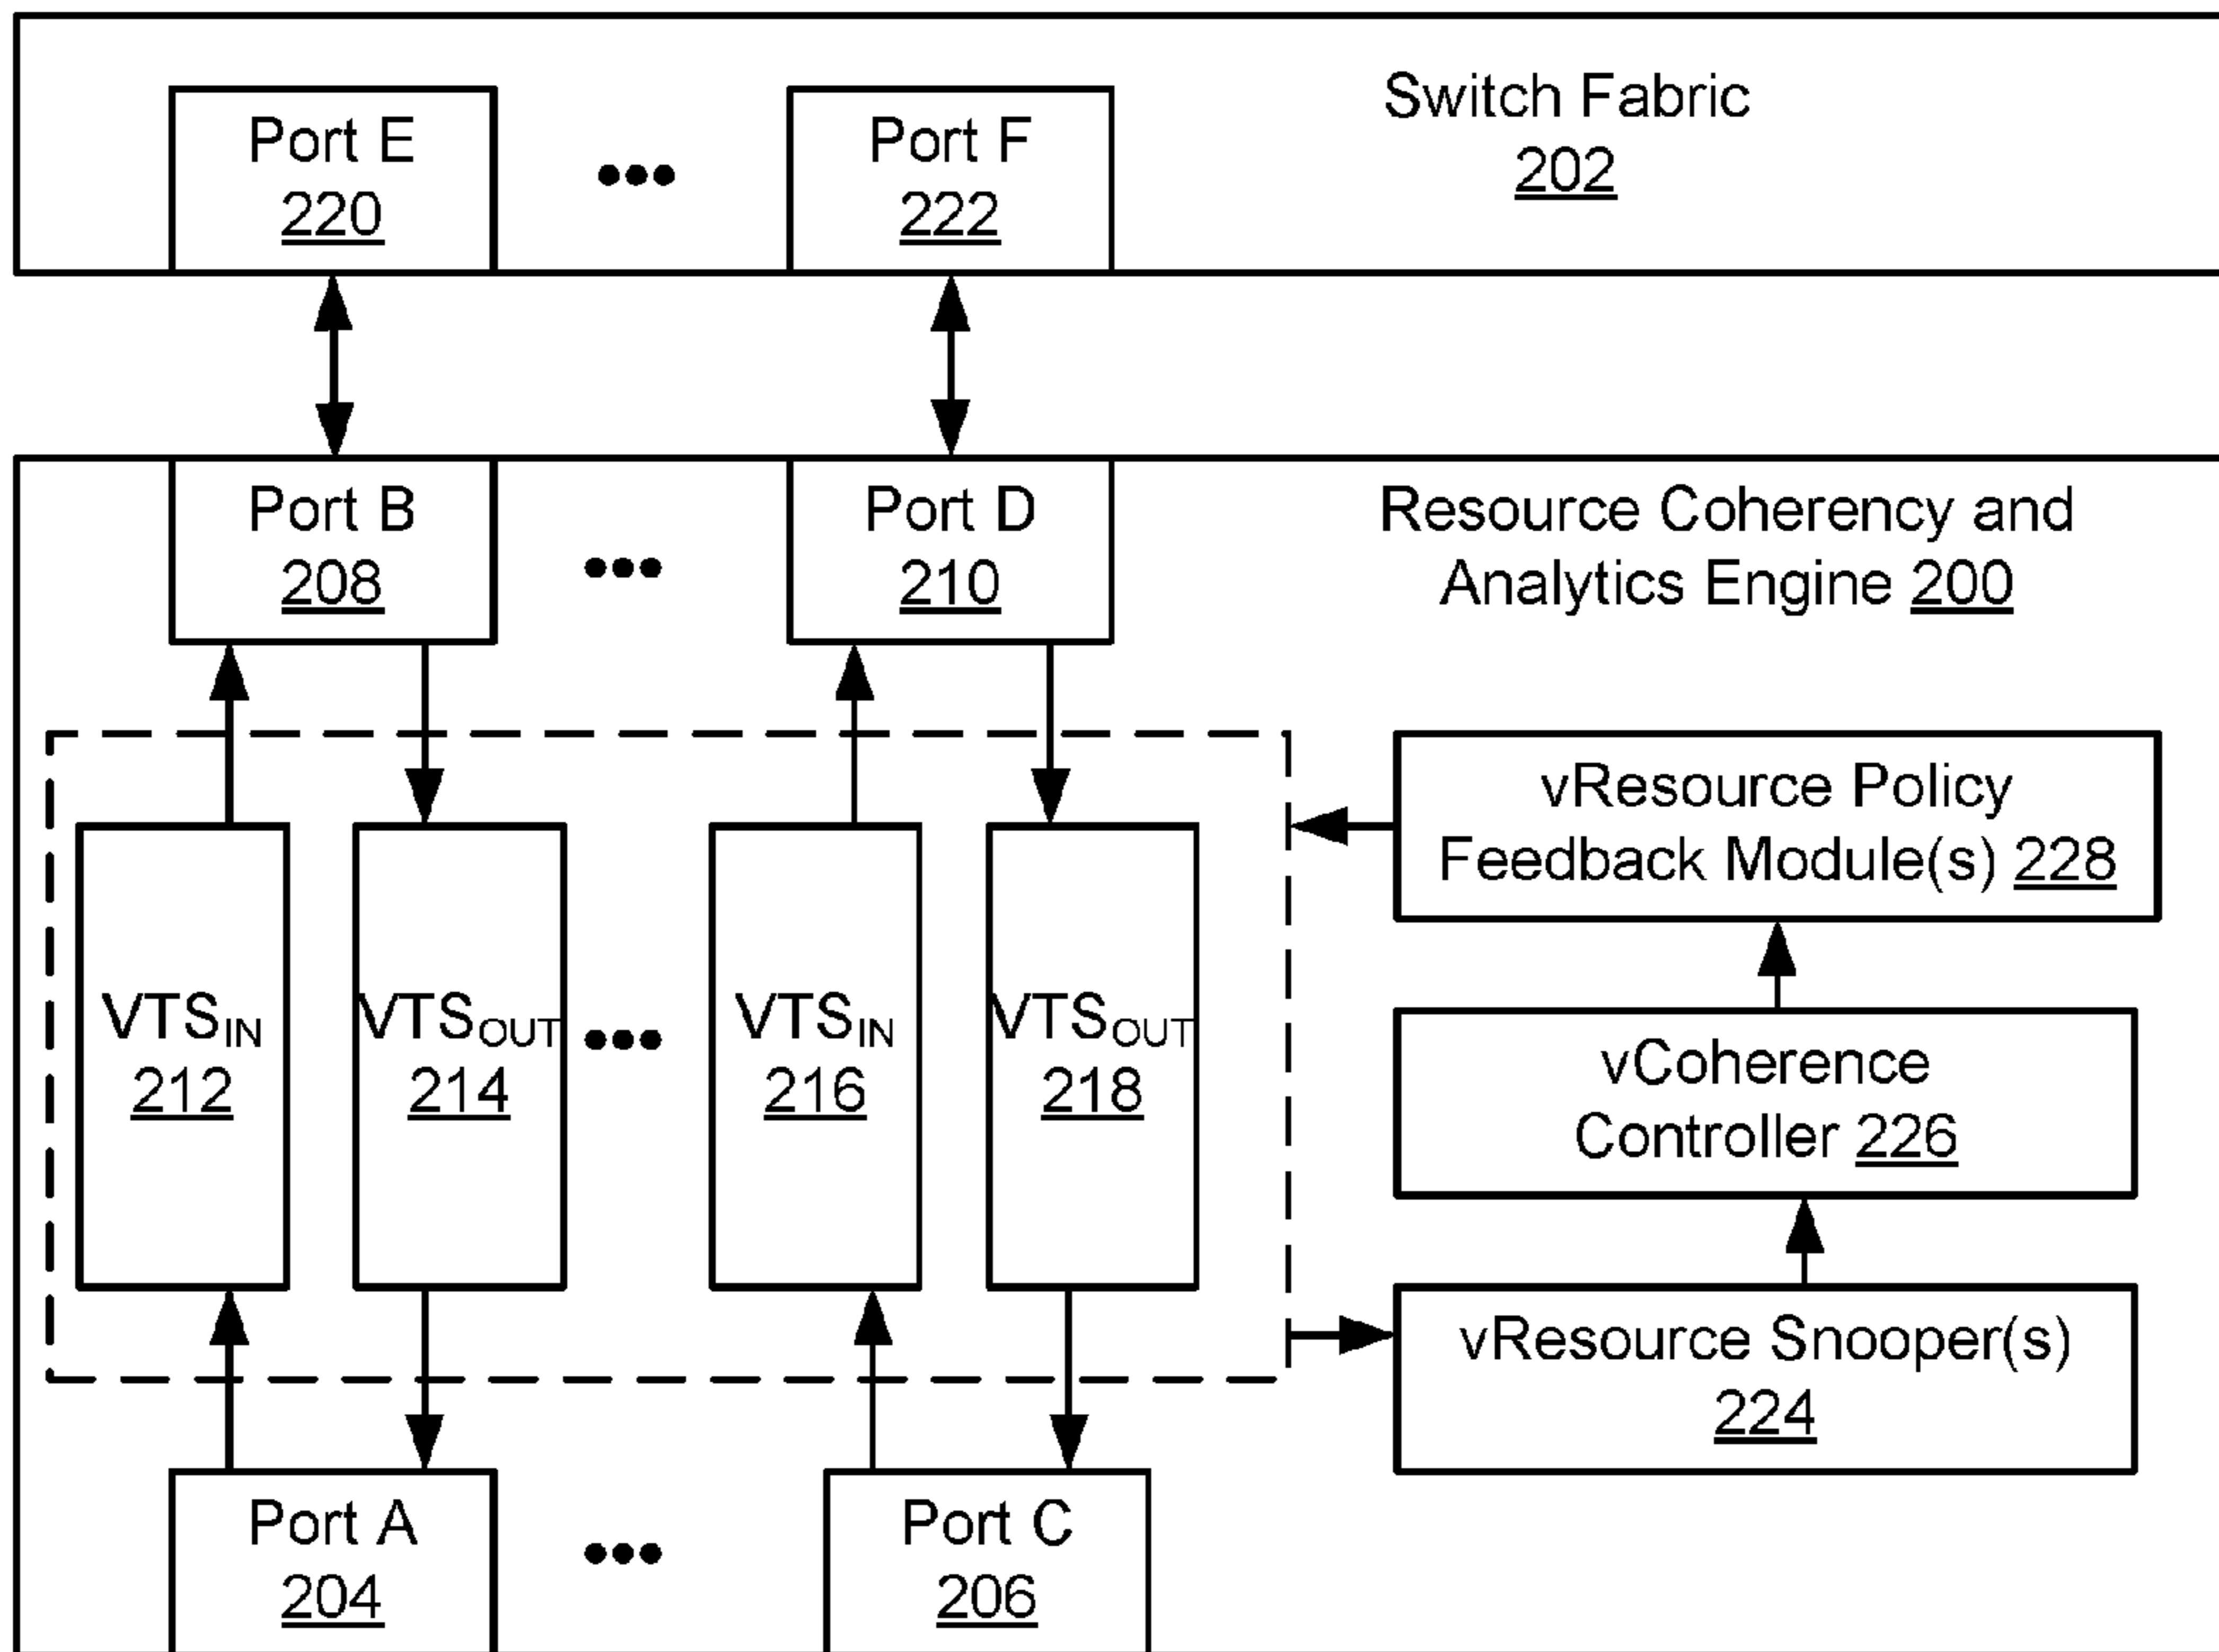 Port E
220
Port F
222
Switch Fabric
202
Port B
208
Port D
210
Resource Coherency and
Analytics Engine 200
VTSIN
212
VTSOUT
214
VTSIN
216
VTSOUT
218
vResource Policy
Feedback Module(s) 228
vCoherence
Controller 226
vResource Snooper(s)
224
Port A
204
Port C
206